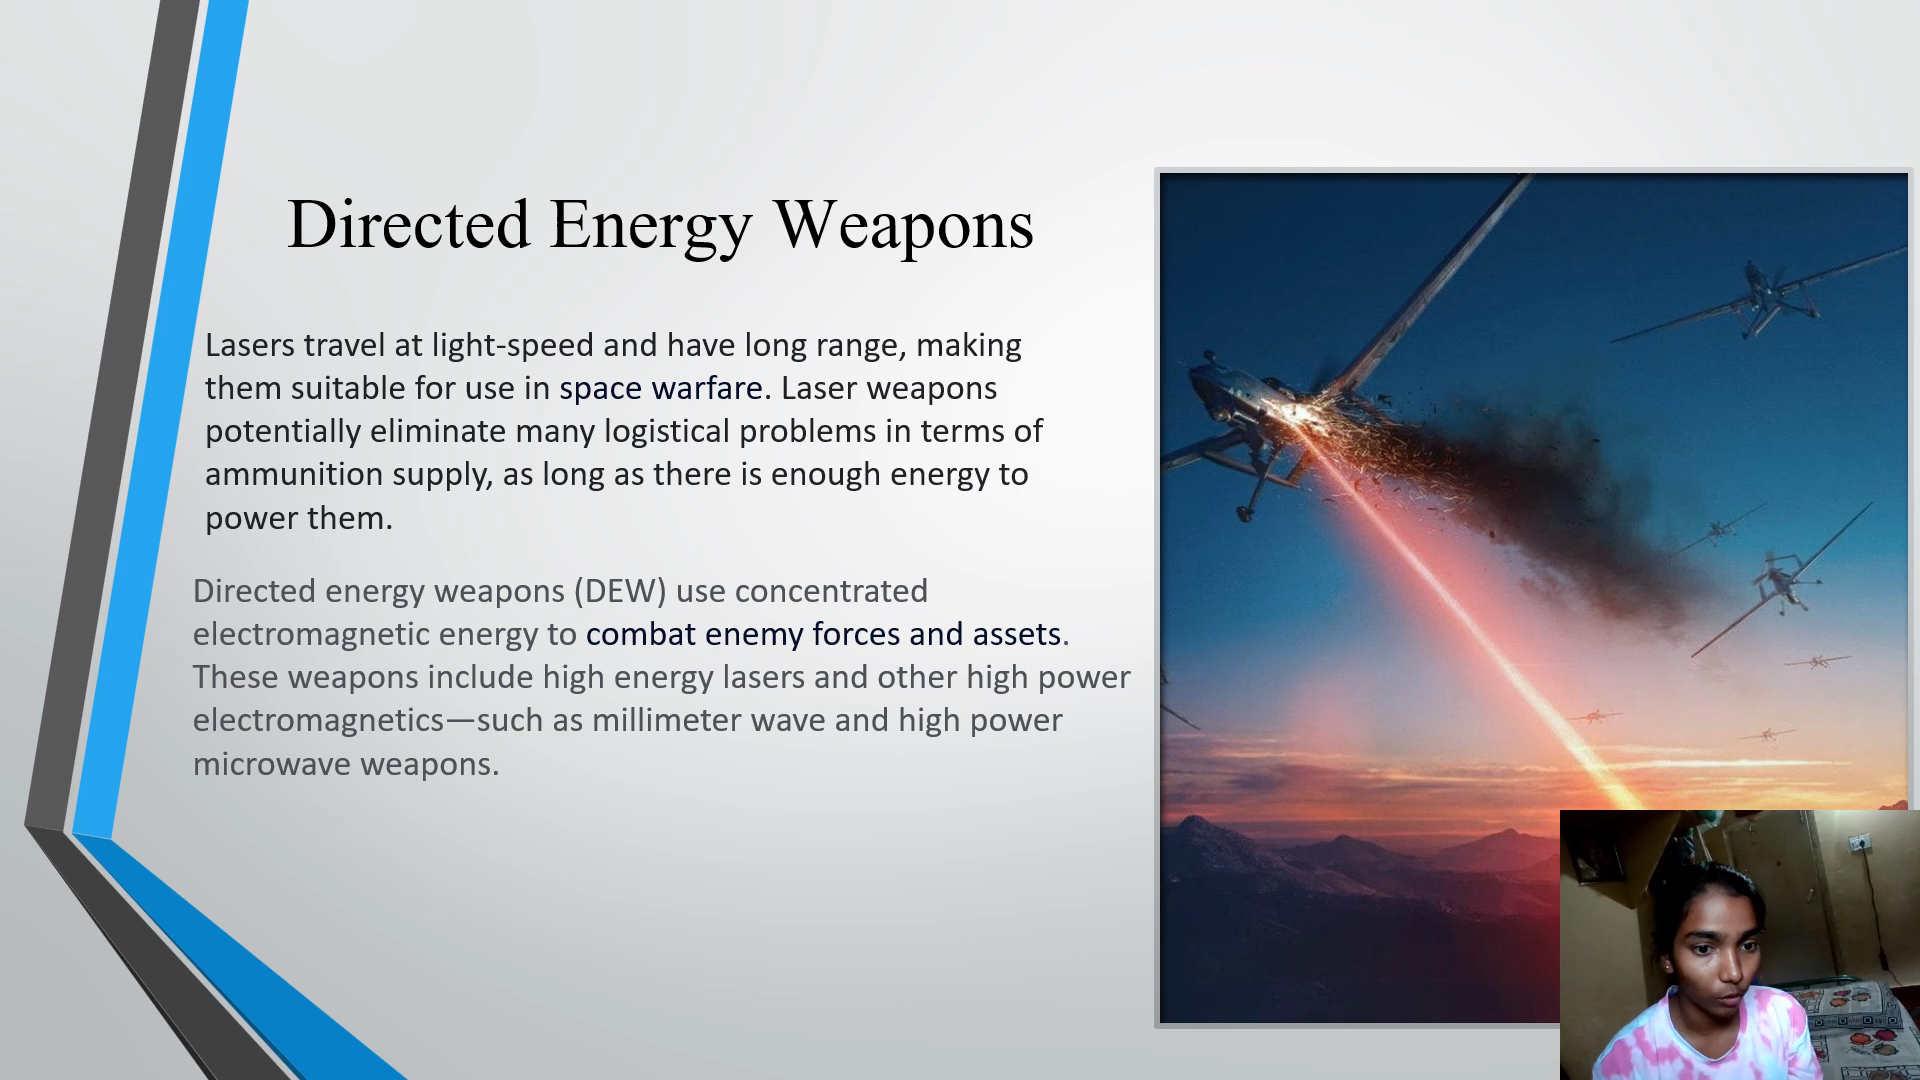 Directed Energy Weapons
Lasers travel at light-speed and have long range, making
them suitable for use in space warfare. Laser weapons
potentially eliminate many logistical problems in terms of
ammunition supply, as long as there is enough energy to
power them.
Directed energy weapons (DEW) use concentrated
electromagnetic energy to combat enemy forces and assets.
These weapons include high energy lasers and other high power
electromagnetics—such as millimeter wave and high power
microwave weapons.